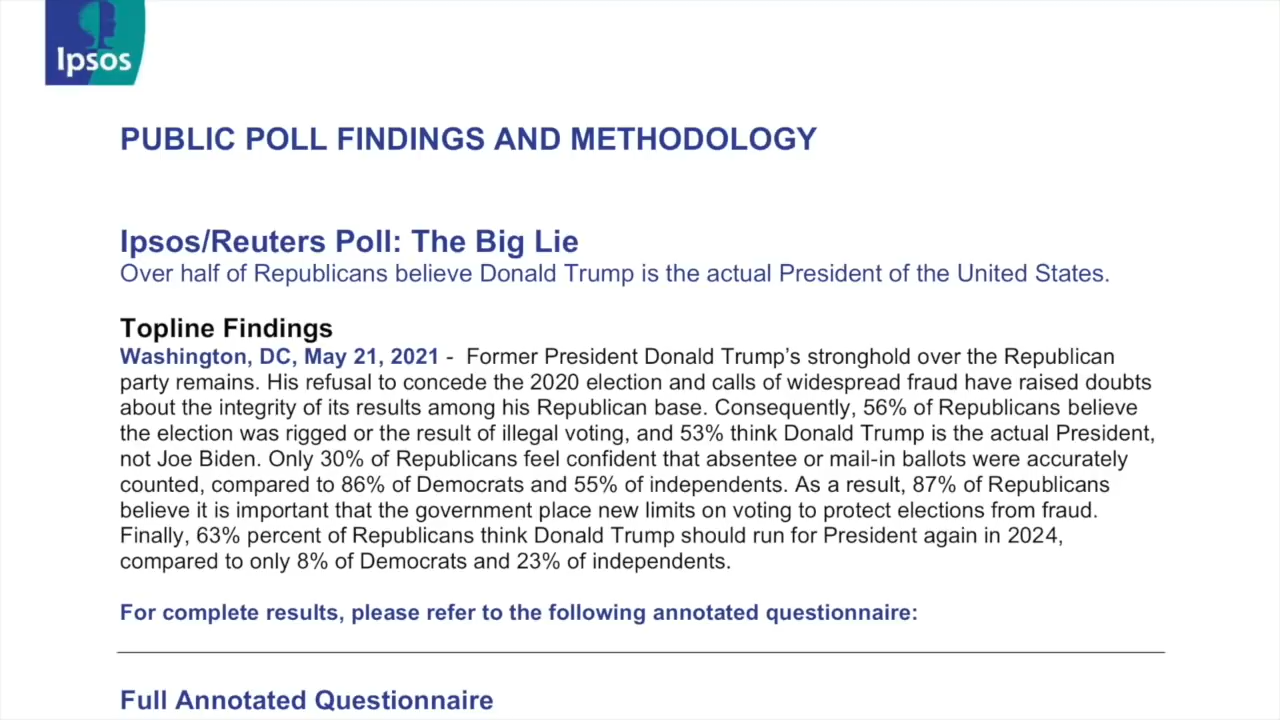 Ipsos
PUBLIC POLL FINDINGS AND METHODOLOGY
Ipsos/Reuters Poll: The Big Lie
Over half of Republicans believe Donald Trump is the actual President of the United States.
Topline Findings
Washington, DC, May 21, 2021 - Former President Donald Trump’s stronghold over the Republican
party remains. His refusal to concede the 2020 election and calls of widespread fraud have raised doubts
about the integrity of its results among his Republican base. Consequently, 56% of Republicans believe
the election was rigged or the result of illegal voting, and 53% think Donald Trump is the actual President,
not Joe Biden. Only 30% of Republicans feel confident that absentee or mail-in ballots were accurately
counted, compared to 86% of Democrats and 55% of independents. As a result, 87% of Republicans
believe it is important that the government place new limits on voting to protect elections from fraud.
Finally, 63% percent of Republicans think Donald Trump should run for President again in 2024,
compared to only 8% of Democrats and 23% of independents.
For complete results, please refer to the following annotated questionnaire:
Full Annotated Questionnaire